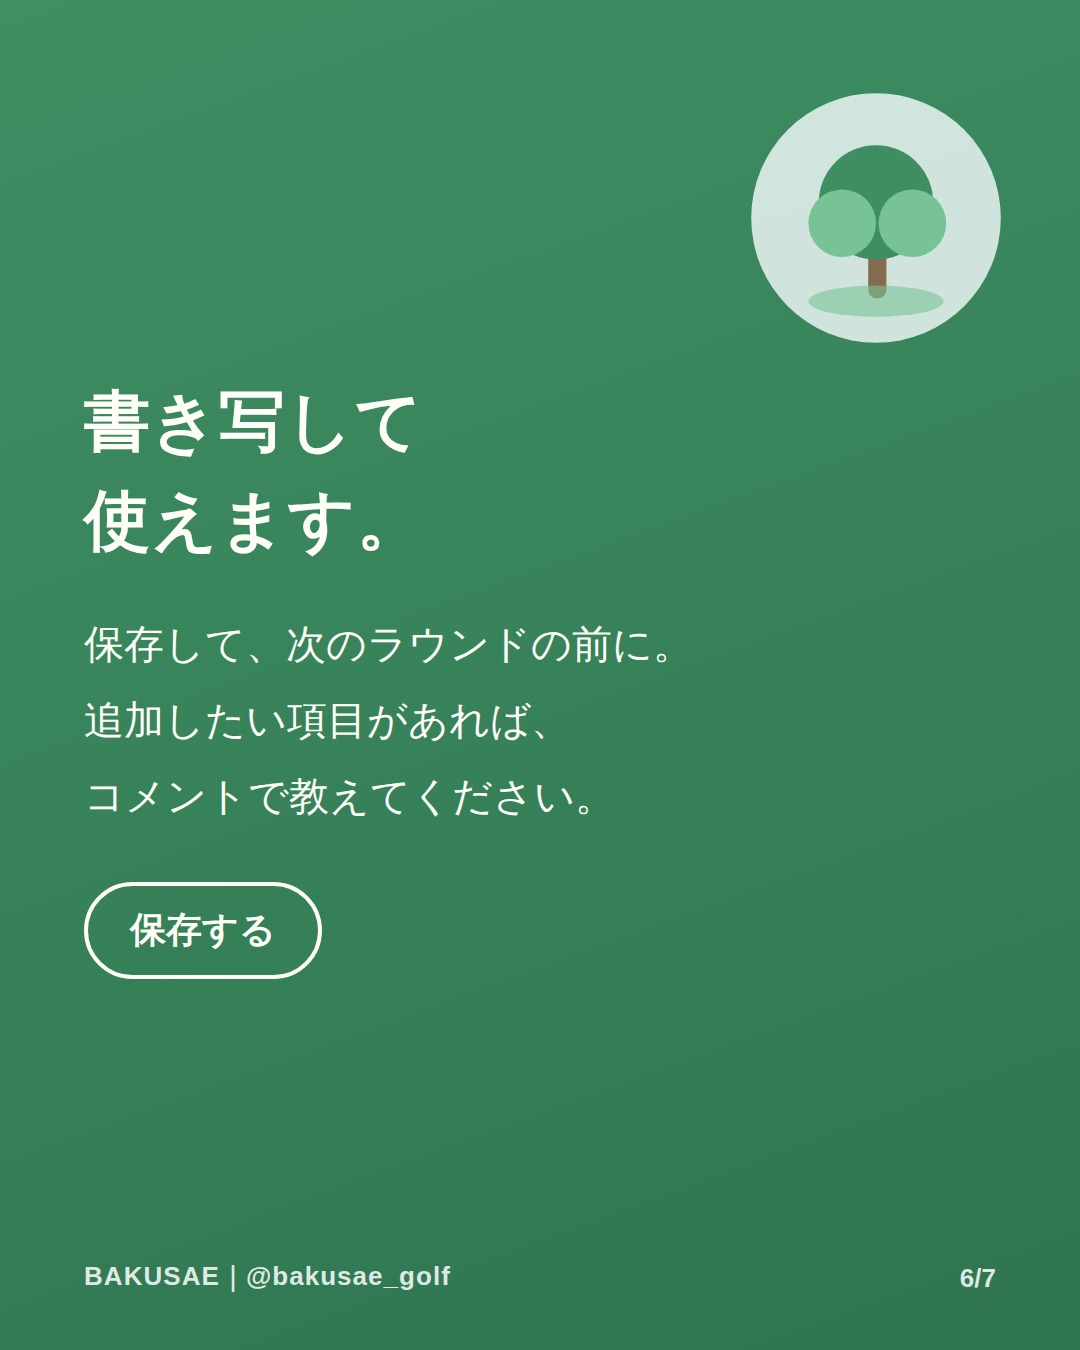 書き写して
使えます。
保存して、次のラウンドの前に。
追加したい項目があれば、
コメントで教えてください。
保存する
BAKUSAE | @bakusae_golf
6/7